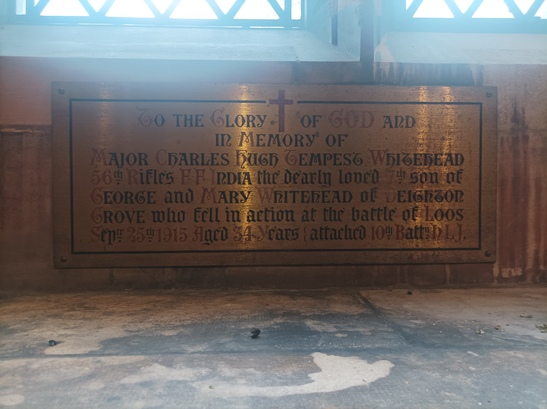 To the Glory of GOD and
in Memory of
Major Charles Hugh Tempest Whitehead
56th Rifles F.F. India the dearly loved 7th son of
George and Mary Whitehead of Deighton
Grove who fell in action at the battle of Loos
Sept 25th 1915. Aged 34 Years (attached 10th Battn H.L.I.